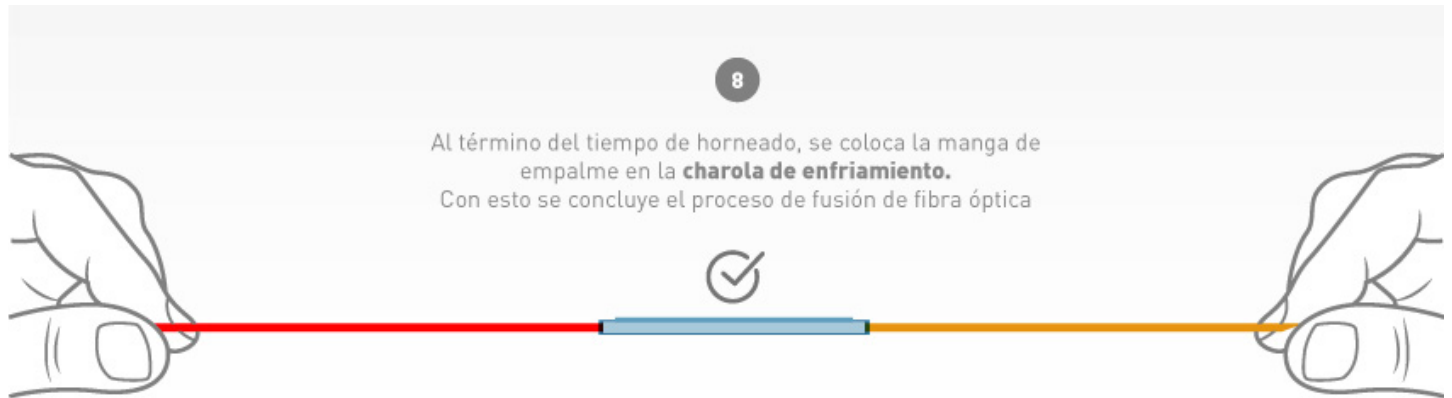 8
Al término del tiempo de horneado, se coloca la manga de
empalme en la charola de enfriamiento.
Con esto se concluye el proceso de fusión de fibra óptica